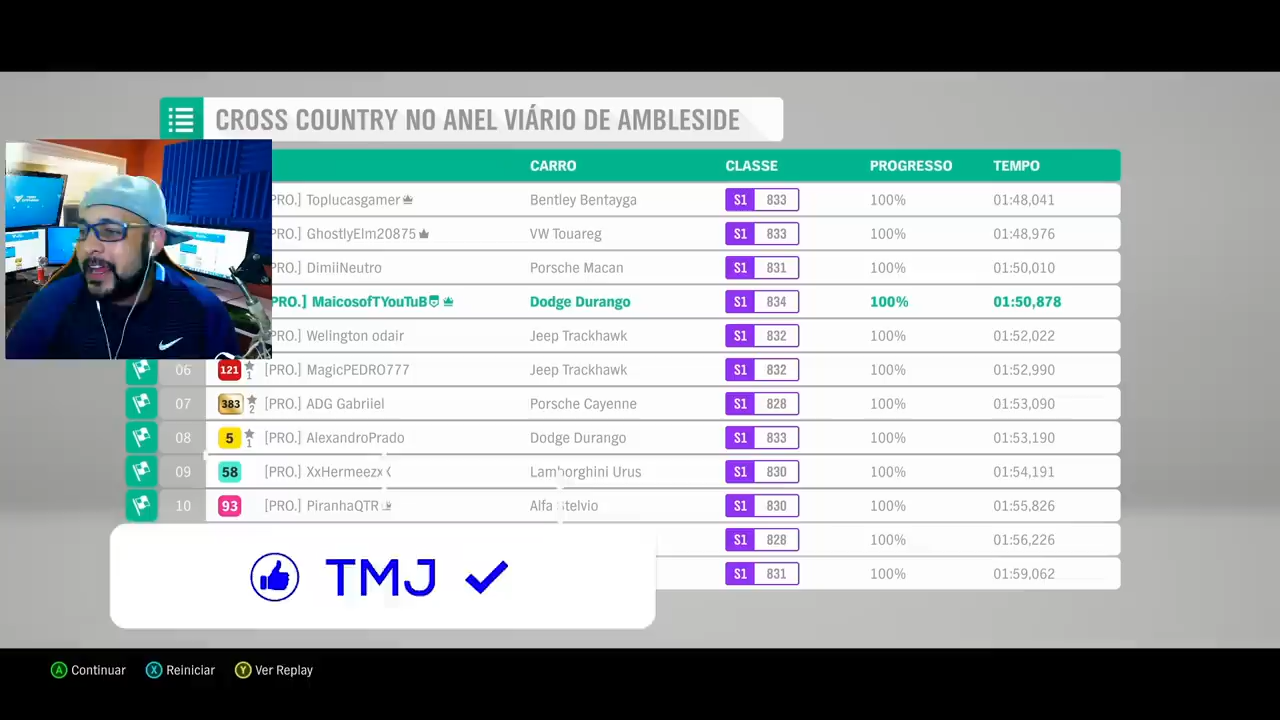 CROSS COUNTRY NO ANEL VIÁRIO DE AMBLESIDE
CARRO CLASSE PROGRESSO TEMPO
PRO.] Toplucasgamer Bentley Bentayga S1 833 100% 01:48,041
PRO.] GhostlyElm20875 VW Touareg S1 833 100% 01:48,976
PRO.] DimilNeutro Porsche Macan S1 831 100% 01:50,010
PRO.] MaicosofTYouTuB Dodge Durango S1 834 100% 01:50,878
PRO.] Welington odair Jeep Trackhawk S1 832 100% 01:52,022
06 121 1 [PRO.] MagicPEDRO777 Jeep Trackhawk S1 832 100% 01:52,990
07 383 2 [PRO.] ADG Gabriiel Porsche Cayenne S1 828 100% 01:53,090
08 5 1 [PRO.] AlexandroPrado Dodge Durango S1 833 100% 01:53,190
09 58 [PRO.] XxHermeezx Lamborghini Urus S1 830 100% 01:54,191
10 93 [PRO.] PiranhaQTR Alfa Stelvio S1 830 100% 01:55,826
S1 828 100% 01:56,226
S1 831 100% 01:59,062
TMJ
A Continuar X Reiniciar Y Ver Replay